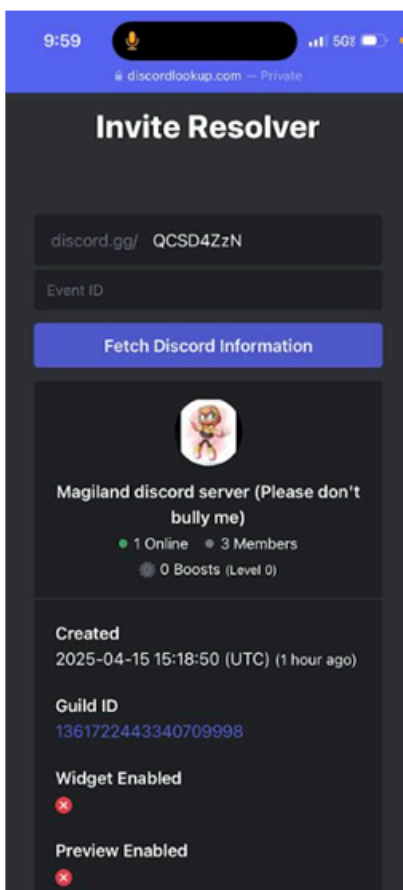 9:59
5G
discordlookup.com — Private
Invite Resolver
discord.gg/ QCSD4ZzN
Event ID
Fetch Discord Information
Magiland discord server (Please don't
bully me)
1 Online 3 Members
0 Boosts (Level 0)
Created
2025-04-15 15:18:50 (UTC) (1 hour ago)
Guild ID
1361722443340709998
Widget Enabled
Preview Enabled